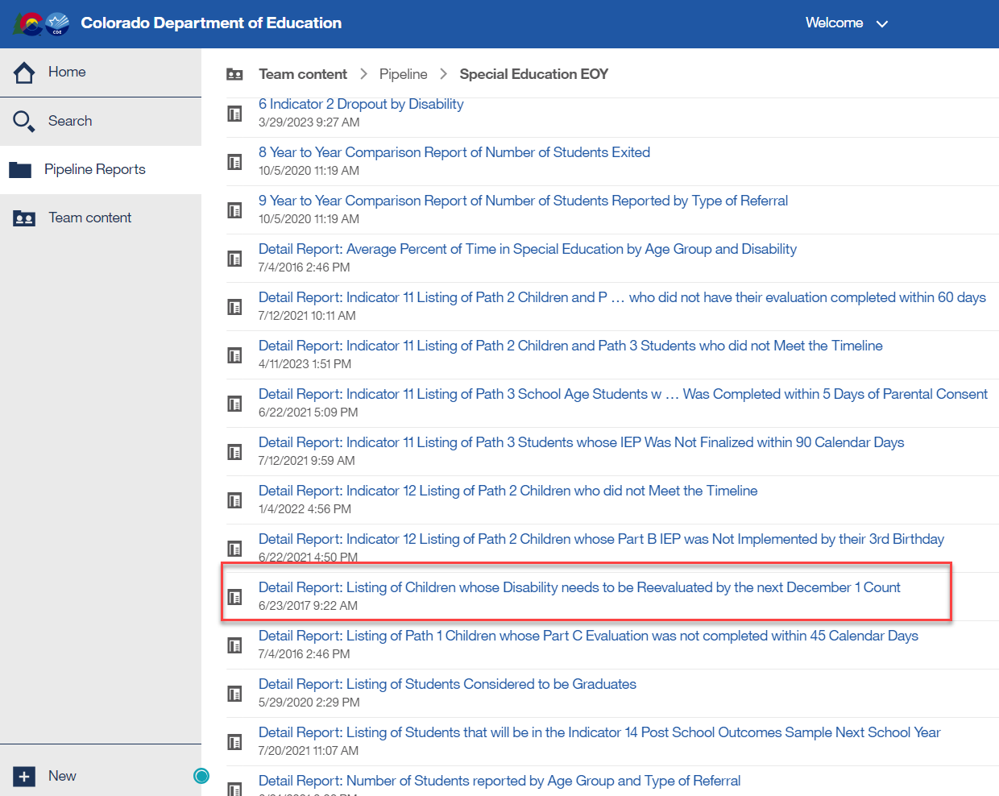 CDE
Colorado Department of Education
Welcome
Home
Search
Pipeline Reports
Team content
New
Team content > Pipeline > Special Education EOY
6 Indicator 2 Dropout by Disability
3/29/2023 9:27 AM
8 Year to Year Comparison Report of Number of Students Exited
10/5/2020 11:19 AM
9 Year to Year Comparison Report of Number of Students Reported by Type of Referral
10/5/2020 11:19 AM
Detail Report: Average Percent of Time in Special Education by Age Group and Disability
7/4/2016 2:46 PM
Detail Report: Indicator 11 Listing of Path 2 Children and P … who did not have their evaluation completed within 60 days
7/12/2021 10:11 AM
Detail Report: Indicator 11 Listing of Path 2 Children and Path 3 Students who did not Meet the Timeline
4/11/2023 1:51 PM
Detail Report: Indicator 11 Listing of Path 3 School Age Students w … Was Completed within 5 Days of Parental Consent
6/22/2021 5:09 PM
Detail Report: Indicator 11 Listing of Path 3 Students whose IEP Was Not Finalized within 90 Calendar Days
7/12/2021 9:59 AM
Detail Report: Indicator 12 Listing of Path 2 Children who did not Meet the Timeline
1/4/2022 4:56 PM
Detail Report: Indicator 12 Listing of Path 2 Children whose Part B IEP was Not Implemented by their 3rd Birthday
6/22/2021 4:50 PM
Detail Report: Listing of Children whose Disability needs to be Reevaluated by the next December 1 Count
6/23/2017 9:22 AM
Detail Report: Listing of Path 1 Children whose Part C Evaluation was not completed within 45 Calendar Days
7/4/2016 2:46 PM
Detail Report: Listing of Students Considered to be Graduates
5/29/2020 2:29 PM
Detail Report: Listing of Students that will be in the Indicator 14 Post School Outcomes Sample Next School Year
7/20/2021 11:07 AM
Detail Report: Number of Students reported by Age Group and Type of Referral